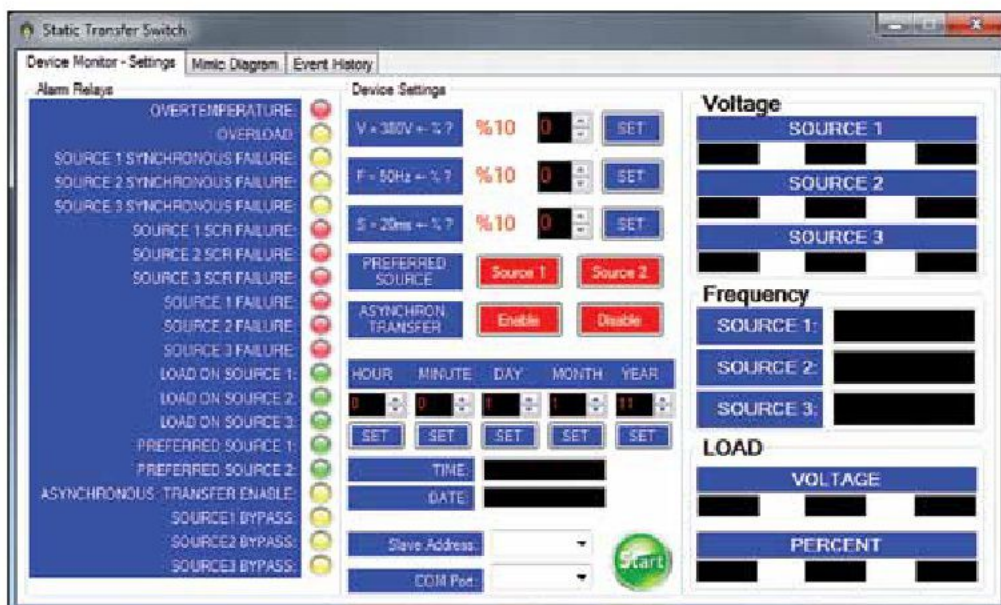 Static Transfer Switch
Device Monitor - Settings
Mimic Diagram
Event History
Alarm Relays
OVERTEMPERATURE:
OVERLOAD:
SOURCE 1 SYNCHRONOUS FAILURE:
SOURCE 2 SYNCHRONOUS FAILURE:
SOURCE 3 SYNCHRONOUS FAILURE:
SOURCE 1 SCR FAILURE:
SOURCE 2 SCR FAILURE:
SOURCE 3 SCR FAILURE:
SOURCE 1 FAILURE:
SOURCE 2 FAILURE:
SOURCE 3 FAILURE:
LOAD ON SOURCE 1:
LOAD ON SOURCE 2:
LOAD ON SOURCE 3:
PREFERRED SOURCE 1:
PREFERRED SOURCE 2:
ASYNCHRONOUS TRANSFER ENABLE:
SOURCE1 BYPASS:
SOURCE2 BYPASS:
SOURCE3 BYPASS:
Device Settings
V = 380V +- % ? %10 0 SET
F = 50Hz +- % ? %10 0 SET
S = 20ms +- % ? %10 0 SET
PREFERRED
SOURCE
Source 1 Source 2
ASYNCHRON
TRANSFER
Enable Disable
HOUR MINUTE DAY MONTH YEAR
0 0 1 1 11
SET SET SET SET SET
TIME:
DATE:
Slave Address:
COM Port:
Start
Voltage
SOURCE 1
SOURCE 2
SOURCE 3
Frequency
SOURCE 1:
SOURCE 2:
SOURCE 3:
LOAD
VOLTAGE
PERCENT